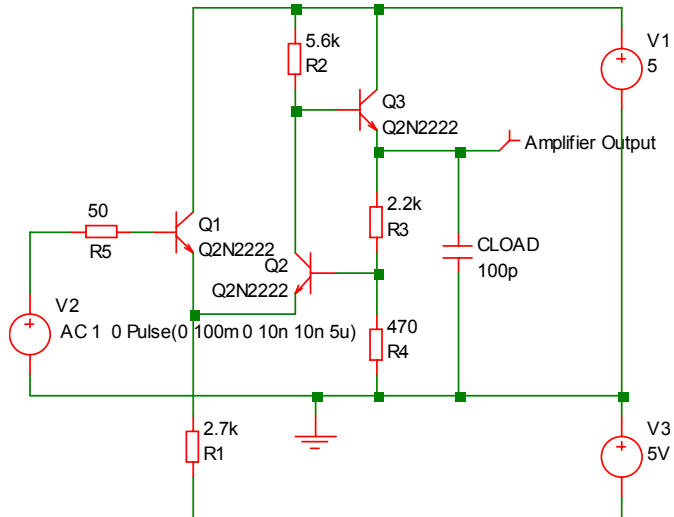 V1
5
5.6k
R2
Q3
Q2N2222
Amplifier Output
50
R5
Q1
Q2N2222
2.2k
R3
CLOAD
100p
Q2
Q2N2222
V2
AC 1 0 Pulse(0 100m 0 10n 10n 5u)
470
R4
2.7k
R1
V3
5V